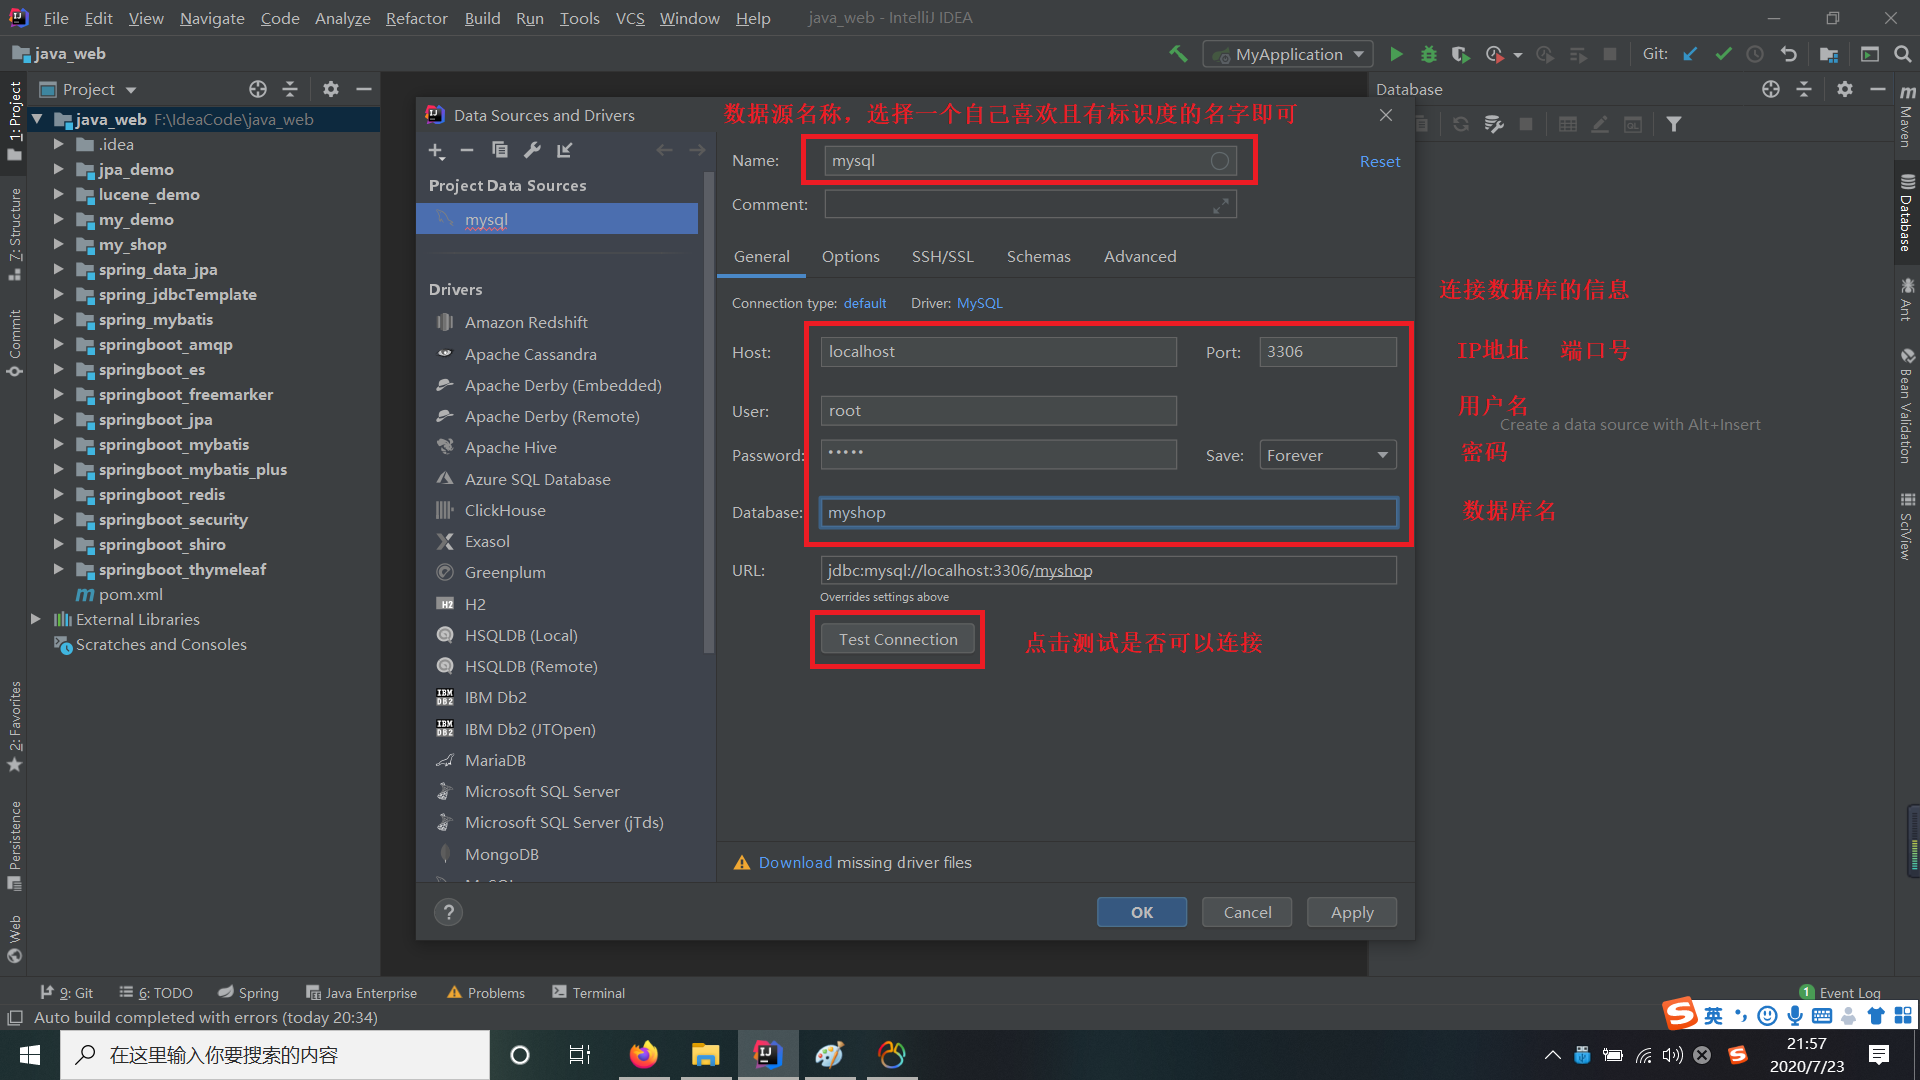 File Edit View Navigate Code Analyze Refactor Build Run Tools VCS Window Help java_web - IntelliJ IDEA
java_web
MyApplication
Git:
1: Project
7: Structure
Commit
2: Favorites
Persistence
Web
Project
java_web F:\IdeaCode\java_web
.idea
jpa_demo
lucene_demo
my_demo
my_shop
spring_data_jpa
spring_jdbcTemplate
spring_mybatis
springboot_amqp
springboot_es
springboot_freemarker
springboot_jpa
springboot_mybatis
springboot_mybatis_plus
springboot_redis
springboot_security
springboot_shiro
springboot_thymeleaf
pom.xml
External Libraries
Scratches and Consoles
Data Sources and Drivers
数据源名称，选择一个自己喜欢且有标识度的名字即可
Project Data Sources
mysql
Drivers
Amazon Redshift
Apache Cassandra
Apache Derby (Embedded)
Apache Derby (Remote)
Apache Hive
Azure SQL Database
ClickHouse
Exasol
Greenplum
H2
HSQLDB (Local)
HSQLDB (Remote)
IBM Db2
IBM Db2 (JTOpen)
MariaDB
Microsoft SQL Server
Microsoft SQL Server (jTds)
MongoDB
Name: mysql Reset
Comment:
General Options SSH/SSL Schemas Advanced
Connection type: default Driver: MySQL
Host: localhost Port: 3306
User: root
Password: ••••• Save: Forever
Database: myshop
URL: jdbc:mysql://localhost:3306/myshop
Overrides settings above
Test Connection 点击测试是否可以连接
Download missing driver files
? OK Cancel Apply
Database
连接数据库的信息
IP地址 端口号
用户名
Create a data source with Alt+Insert
密码
数据库名
Maven
Database
Ant
Bean Validation
SciView
9: Git 6: TODO Spring Java Enterprise Problems Terminal 1 Event Log
Auto build completed with errors (today 20:34)
英
在这里输入你要搜索的内容
21:57
2020/7/23